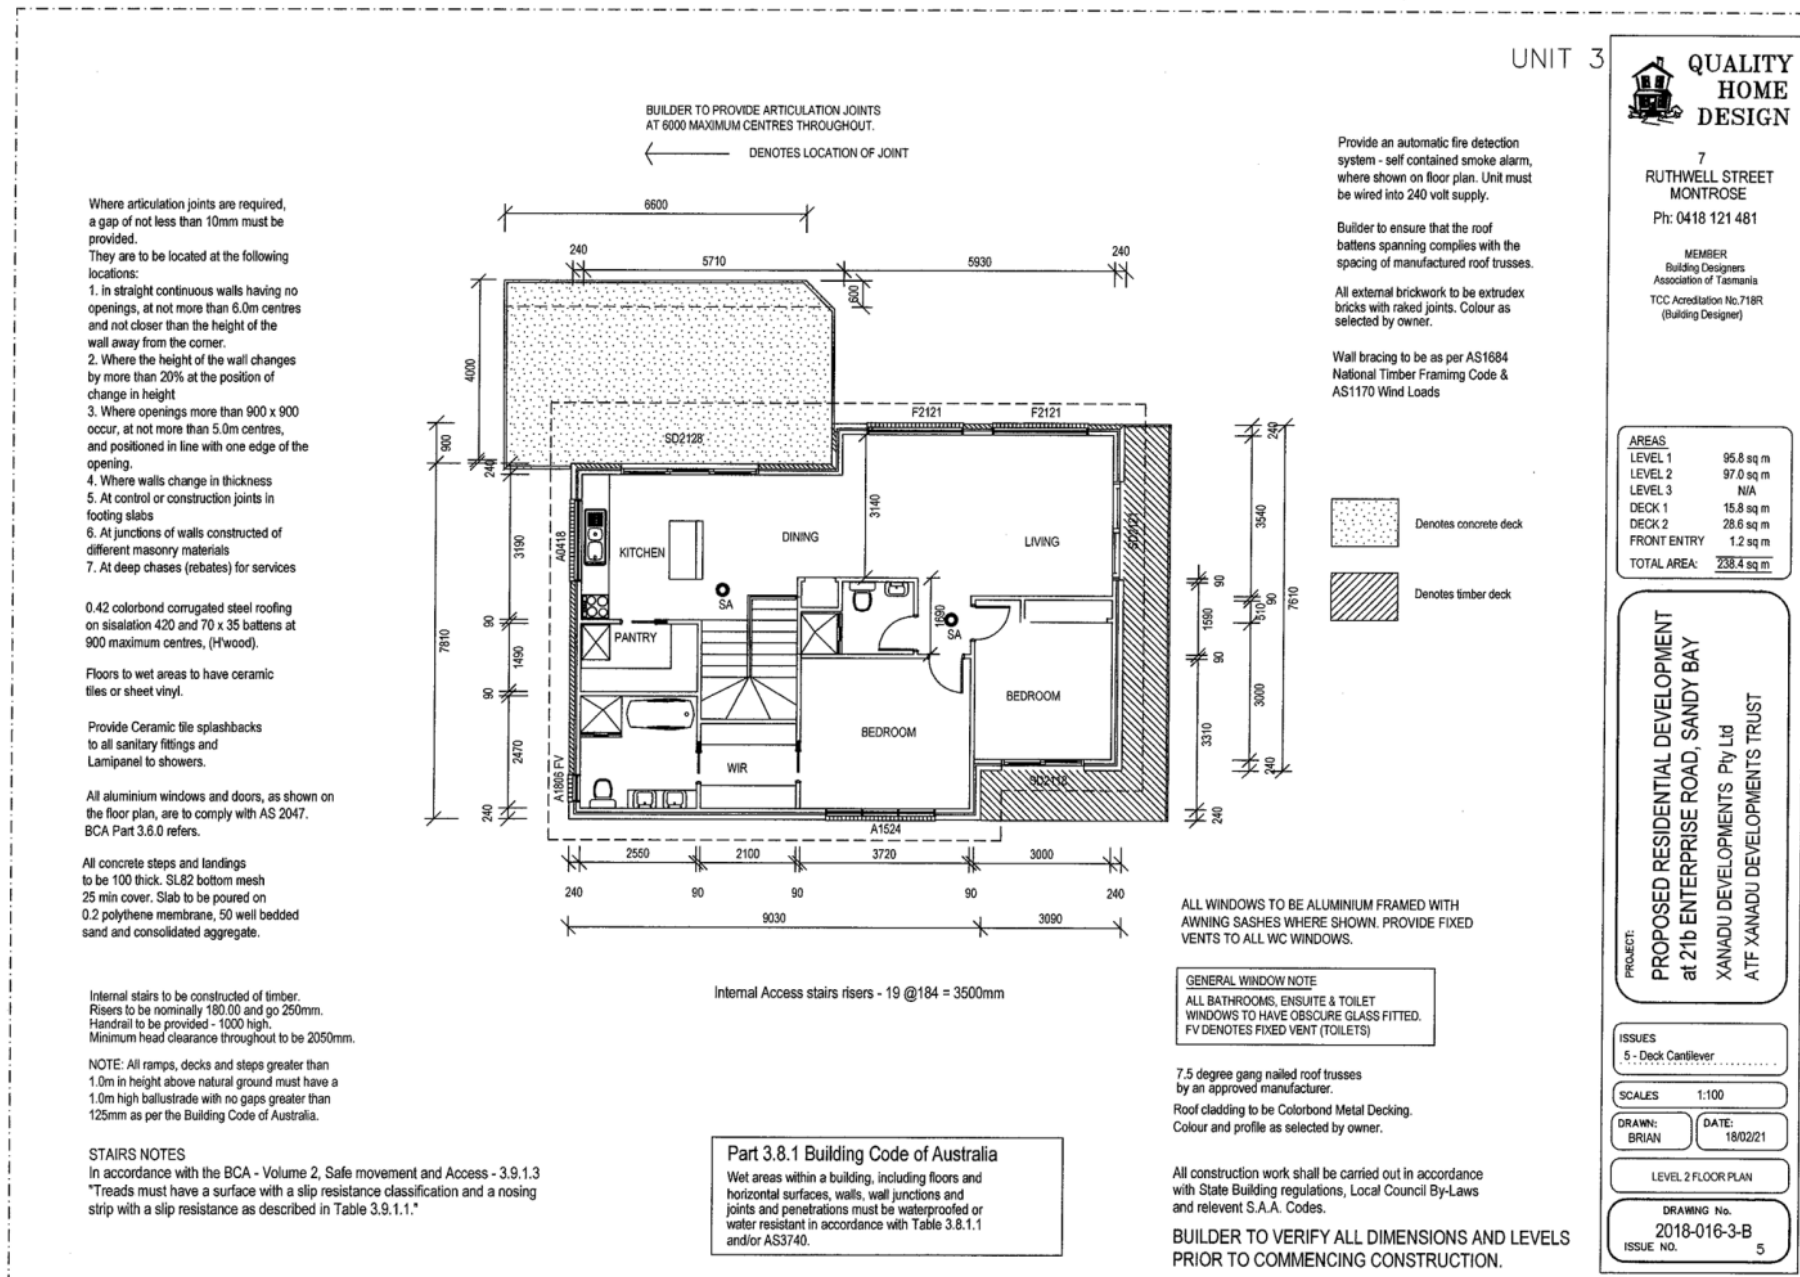 UNIT 3
BUILDER TO PROVIDE ARTICULATION JOINTS
AT 6000 MAXIMUM CENTRES THROUGHOUT.
DENOTES LOCATION OF JOINT
Where articulation joints are required,
a gap of not less than 10mm must be
provided.
They are to be located at the following
locations:
1. in straight continuous walls having no
openings, at not more than 6.0m centres
and not closer than the height of the
wall away from the corner.
2. Where the height of the wall changes
by more than 20% at the position of
change in height
3. Where openings more than 900 x 900
occur, at not more than 5.0m centres,
and positioned in line with one edge of the
opening.
4. Where walls change in thickness
5. At control or construction joints in
footing slabs
6. At junctions of walls constructed of
different masonry materials
7. At deep chases (rebates) for services
0.42 colorbond corrugated steel roofing
on sisalation 420 and 70 x 35 battens at
900 maximum centres, (H'wood).
Floors to wet areas to have ceramic
tiles or sheet vinyl.
Provide Ceramic tile splashbacks
to all sanitary fittings and
Lamipanel to showers.
All aluminium windows and doors, as shown on
the floor plan, are to comply with AS 2047.
BCA Part 3.6.0 refers.
All concrete steps and landings
to be 100 thick. SL82 bottom mesh
25 min cover. Slab to be poured on
0.2 polythene membrane, 50 well bedded
sand and consolidated aggregate.
Internal stairs to be constructed of timber.
Risers to be nominally 180.00 and go 250mm.
Handrail to be provided - 1000 high.
Minimum head clearance throughout to be 2050mm.
NOTE: All ramps, decks and steps greater than
1.0m in height above natural ground must have a
1.0m high ballustrade with no gaps greater than
125mm as per the Building Code of Australia.
STAIRS NOTES
In accordance with the BCA - Volume 2, Safe movement and Access - 3.9.1.3
"Treads must have a surface with a slip resistance classification and a nosing
strip with a slip resistance as described in Table 3.9.1.1."
6600
240
5710
5930
240
600
4000
900
240
7810
3190
90
1490
90
2470
240
SD2128
F2121
F2121
A0418
KITCHEN
DINING
3140
LIVING
SD2121
SA
PANTRY
1690
SA
BEDROOM
BEDROOM
WIR
A1806 FV
SD2118
A1524
240
3540
90
90
510
7610
1590
90
3000
3310
240
240
2550
2100
3720
3000
240
90
90
90
240
9030
3090
Internal Access stairs risers - 19 @184 = 3500mm
Part 3.8.1 Building Code of Australia
Wet areas within a building, including floors and
horizontal surfaces, walls, wall junctions and
joints and penetrations must be waterproofed or
water resistant in accordance with Table 3.8.1.1
and/or AS3740.
Provide an automatic fire detection
system - self contained smoke alarm,
where shown on floor plan. Unit must
be wired into 240 volt supply.
Builder to ensure that the roof
battens spanning complies with the
spacing of manufactured roof trusses.
All external brickwork to be extrudex
bricks with raked joints. Colour as
selected by owner.
Wall bracing to be as per AS1684
National Timber Framimg Code &
AS1170 Wind Loads
Denotes concrete deck
Denotes timber deck
ALL WINDOWS TO BE ALUMINIUM FRAMED WITH
AWNING SASHES WHERE SHOWN. PROVIDE FIXED
VENTS TO ALL WC WINDOWS.
GENERAL WINDOW NOTE
ALL BATHROOMS, ENSUITE & TOILET
WINDOWS TO HAVE OBSCURE GLASS FITTED.
FV DENOTES FIXED VENT (TOILETS)
7.5 degree gang nailed roof trusses
by an approved manufacturer.
Roof cladding to be Colorbond Metal Decking.
Colour and profile as selected by owner.
All construction work shall be carried out in accordance
with State Building regulations, Local Council By-Laws
and relevent S.A.A. Codes.
BUILDER TO VERIFY ALL DIMENSIONS AND LEVELS
PRIOR TO COMMENCING CONSTRUCTION.
QUALITY
HOME
DESIGN
7
RUTHWELL STREET
MONTROSE
Ph: 0418 121 481
MEMBER
Building Designers
Association of Tasmania
TCC Acreditation No.718R
(Building Designer)
AREAS
LEVEL 1 95.8 sq m
LEVEL 2 97.0 sq m
LEVEL 3 N/A
DECK 1 15.8 sq m
DECK 2 28.6 sq m
FRONT ENTRY 1.2 sq m
TOTAL AREA: 238.4 sq m
PROJECT:
PROPOSED RESIDENTIAL DEVELOPMENT
at 21b ENTERPRISE ROAD, SANDY BAY
XANADU DEVELOPMENTS Pty Ltd
ATF XANADU DEVELOPMENTS TRUST
ISSUES
5 - Deck Cantilever
SCALES 1:100
DRAWN:
BRIAN
DATE:
18/02/21
LEVEL 2 FLOOR PLAN
DRAWING No.
2018-016-3-B
ISSUE NO. 5